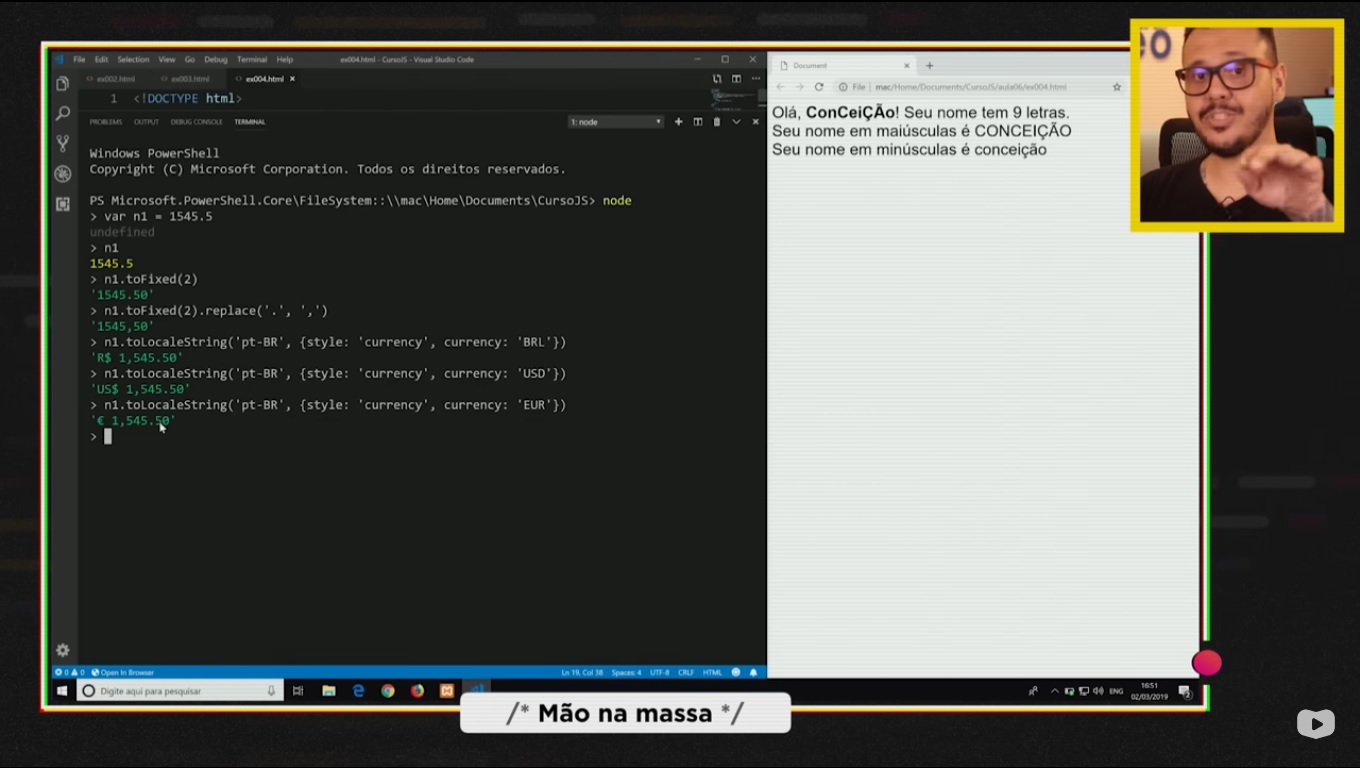 File Edit Selection View Go Debug Terminal Help
ex004.html - CursoJS - Visual Studio Code
ex002.html
ex003.html
ex004.html
1 <!DOCTYPE html>
PROBLEMS OUTPUT DEBUG CONSOLE TERMINAL
1: node
Windows PowerShell
Copyright (C) Microsoft Corporation. Todos os direitos reservados.
PS Microsoft.PowerShell.Core\FileSystem::\\mac\Home\Documents\CursoJS> node
> var n1 = 1545.5
undefined
> n1
1545.5
> n1.toFixed(2)
'1545.50'
> n1.toFixed(2).replace('.', ',')
'1545,50'
> n1.toLocaleString('pt-BR', {style: 'currency', currency: 'BRL'})
'R$ 1,545.50'
> n1.toLocaleString('pt-BR', {style: 'currency', currency: 'USD'})
'US$ 1,545.50'
> n1.toLocaleString('pt-BR', {style: 'currency', currency: 'EUR'})
'€ 1,545.50'
>
0 0 Open In Browser
Ln 19, Col 38 Spaces: 4 UTF-8 CRLF HTML
Document
File | mac/Home/Documents/CursoJS/aula06/ex004.html
Olá, ConCeiÇÃo! Seu nome tem 9 letras.
Seu nome em maiúsculas é CONCEIÇÃO
Seu nome em minúsculas é conceição
Digite aqui para pesquisar
ENG
16:51
02/03/2019
2
/* Mão na massa */